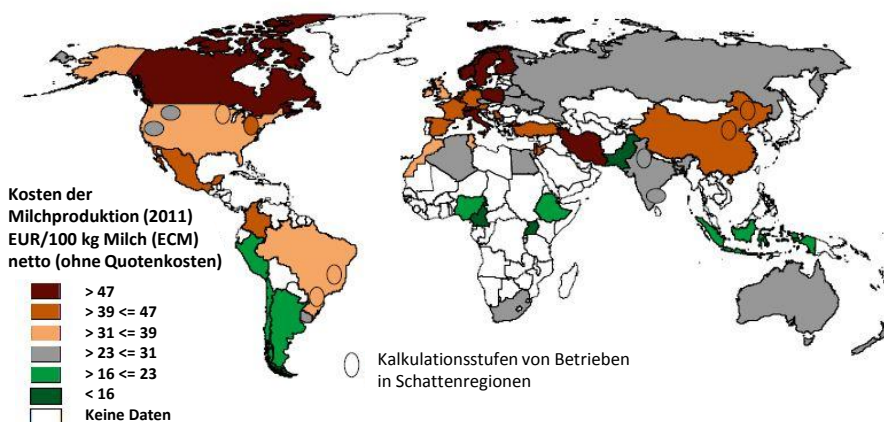 Kosten der
Milchproduktion (2011)
EUR/100 kg Milch (ECM)
netto (ohne Quotenkosten)
> 47
> 39 <= 47
> 31 <= 39
> 23 <= 31
> 16 <= 23
< 16
Keine Daten
Kalkulationsstufen von Betrieben
in Schattenregionen